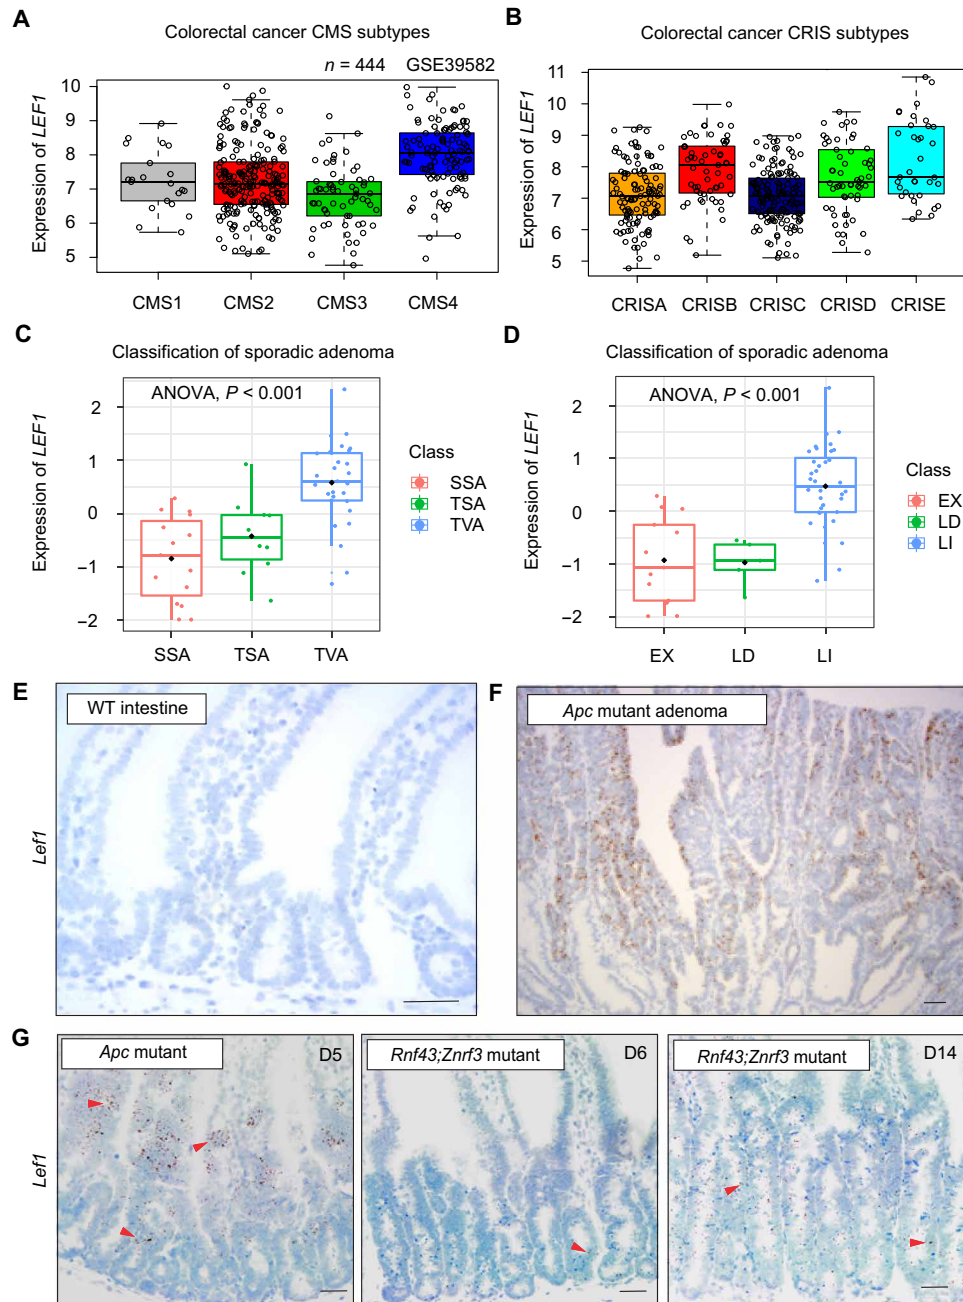 A
Colorectal cancer CMS subtypes
n = 444 GSE39582
Expression of LEF1
10
9
8
7
6
5
CMS1 CMS2 CMS3 CMS4
B
Colorectal cancer CRIS subtypes
Expression of LEF1
11
10
9
8
7
6
5
CRISA CRISB CRISC CRISD CRISE
C
Classification of sporadic adenoma
ANOVA, P < 0.001
Expression of LEF1
2
1
0
−1
−2
SSA TSA TVA
Class
SSA
TSA
TVA
D
Classification of sporadic adenoma
ANOVA, P < 0.001
Expression of LEF1
2
1
0
−1
−2
EX LD LI
Class
EX
LD
LI
E
WT intestine
Lef1
F
Apc mutant adenoma
G
Apc mutant
D5
Rnf43;Znrf3 mutant
D6
Rnf43;Znrf3 mutant
D14
Lef1